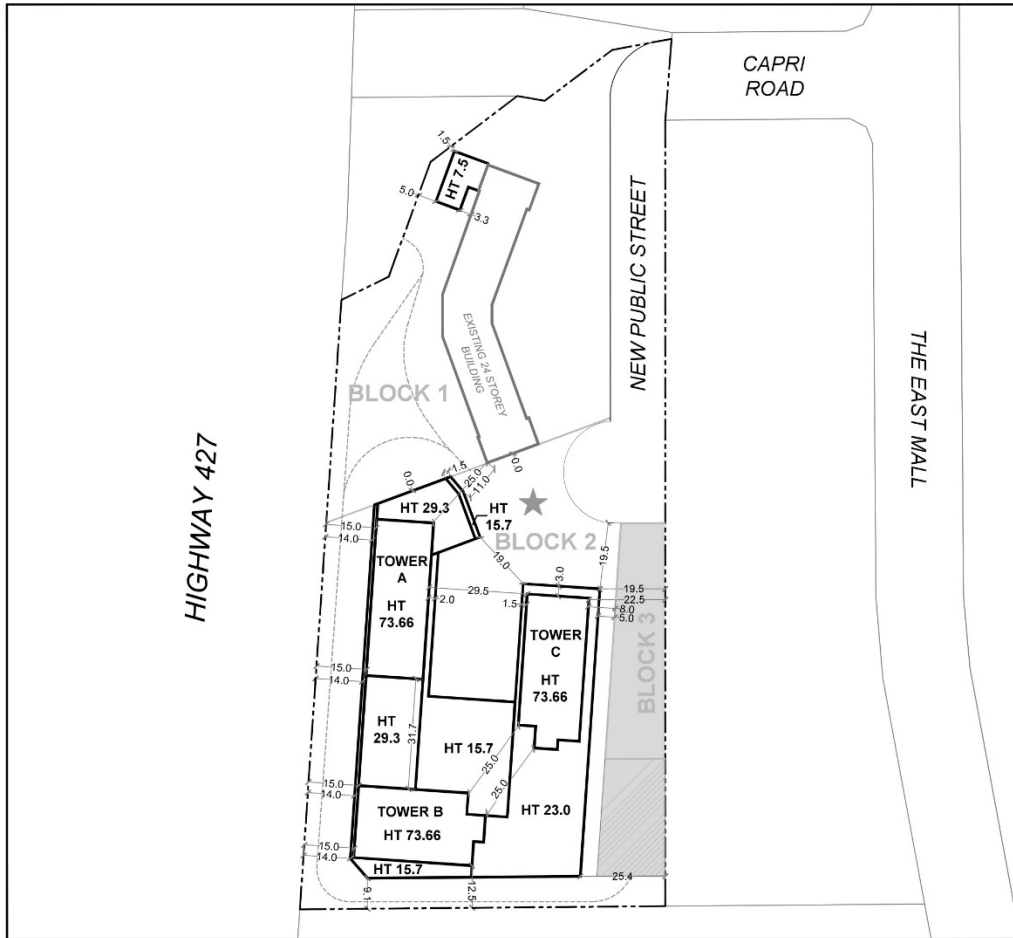 CAPRI
ROAD
1.5
HT 7.5
5.0
3.3
NEW PUBLIC STREET
EXISTING 24 STOREY
BUILDING
THE EAST MALL
BLOCK 1
HIGHWAY 427
0.0
1.5
25.0
11.0
0.0
HT 29.3
HT
15.7
BLOCK 2
15.0
14.0
TOWER
A
HT
73.66
19.0
19.5
3.0
29.5
2.0
1.5
19.5
22.5
8.0
5.0
TOWER
C
HT
73.66
BLOCK 3
15.0
14.0
HT
29.3
31.7
HT 15.7
25.0
25.0
HT 23.0
15.0
14.0
TOWER B
HT 73.66
15.0
14.0
HT 15.7
25.4
9.1
12.5